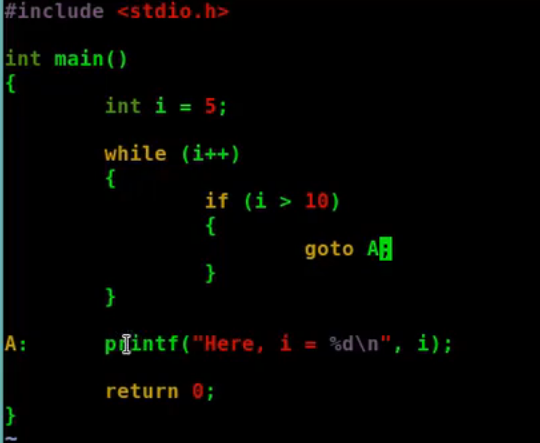 #include <stdio.h>
int main()
{
int i = 5;
while (i++)
{
if (i > 10)
{
goto A;
}
}
A: printf("Here, i = %d\n", i);
return 0;
}
~